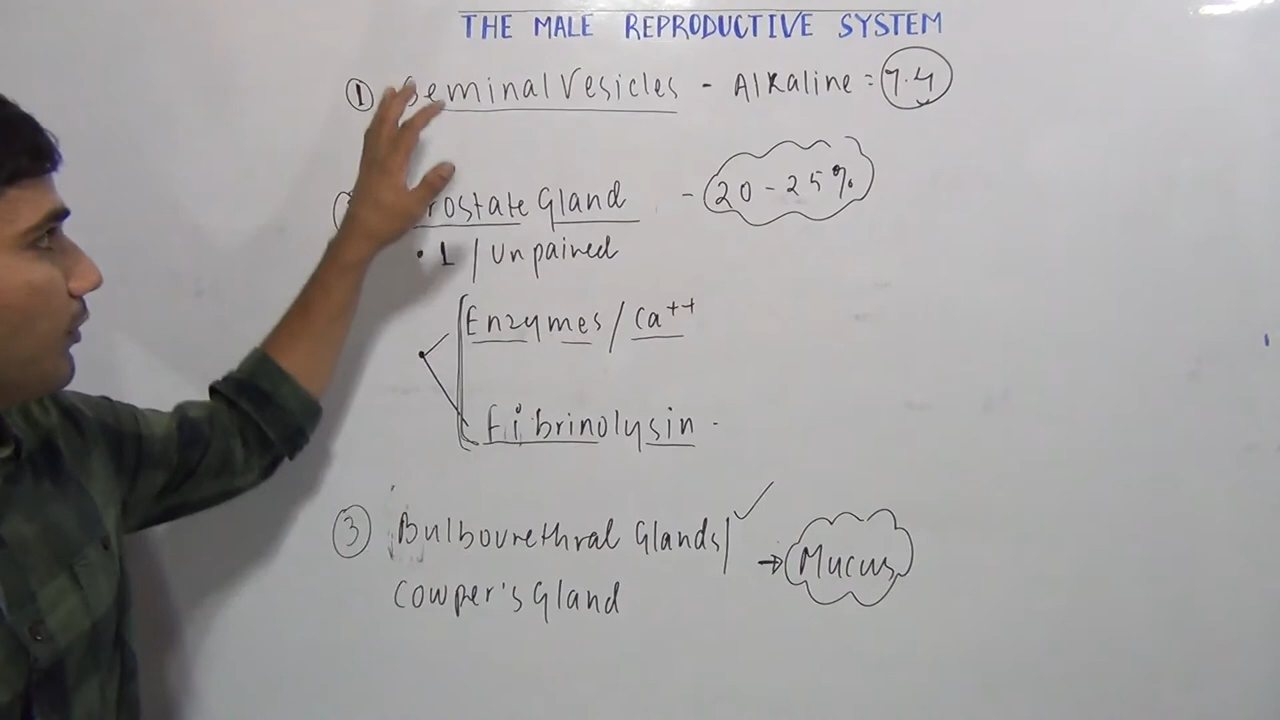 THE MALE REPRODUCTIVE SYSTEM
① Seminal Vesicles - Alkaline = 7.4
Gland - 20-25%
• 1 / Unpaired
Enzymes / Ca++
Fibrinolysin.
③ Bulbourethral Glands/ ✓ → Mucus
Cowper's Gland